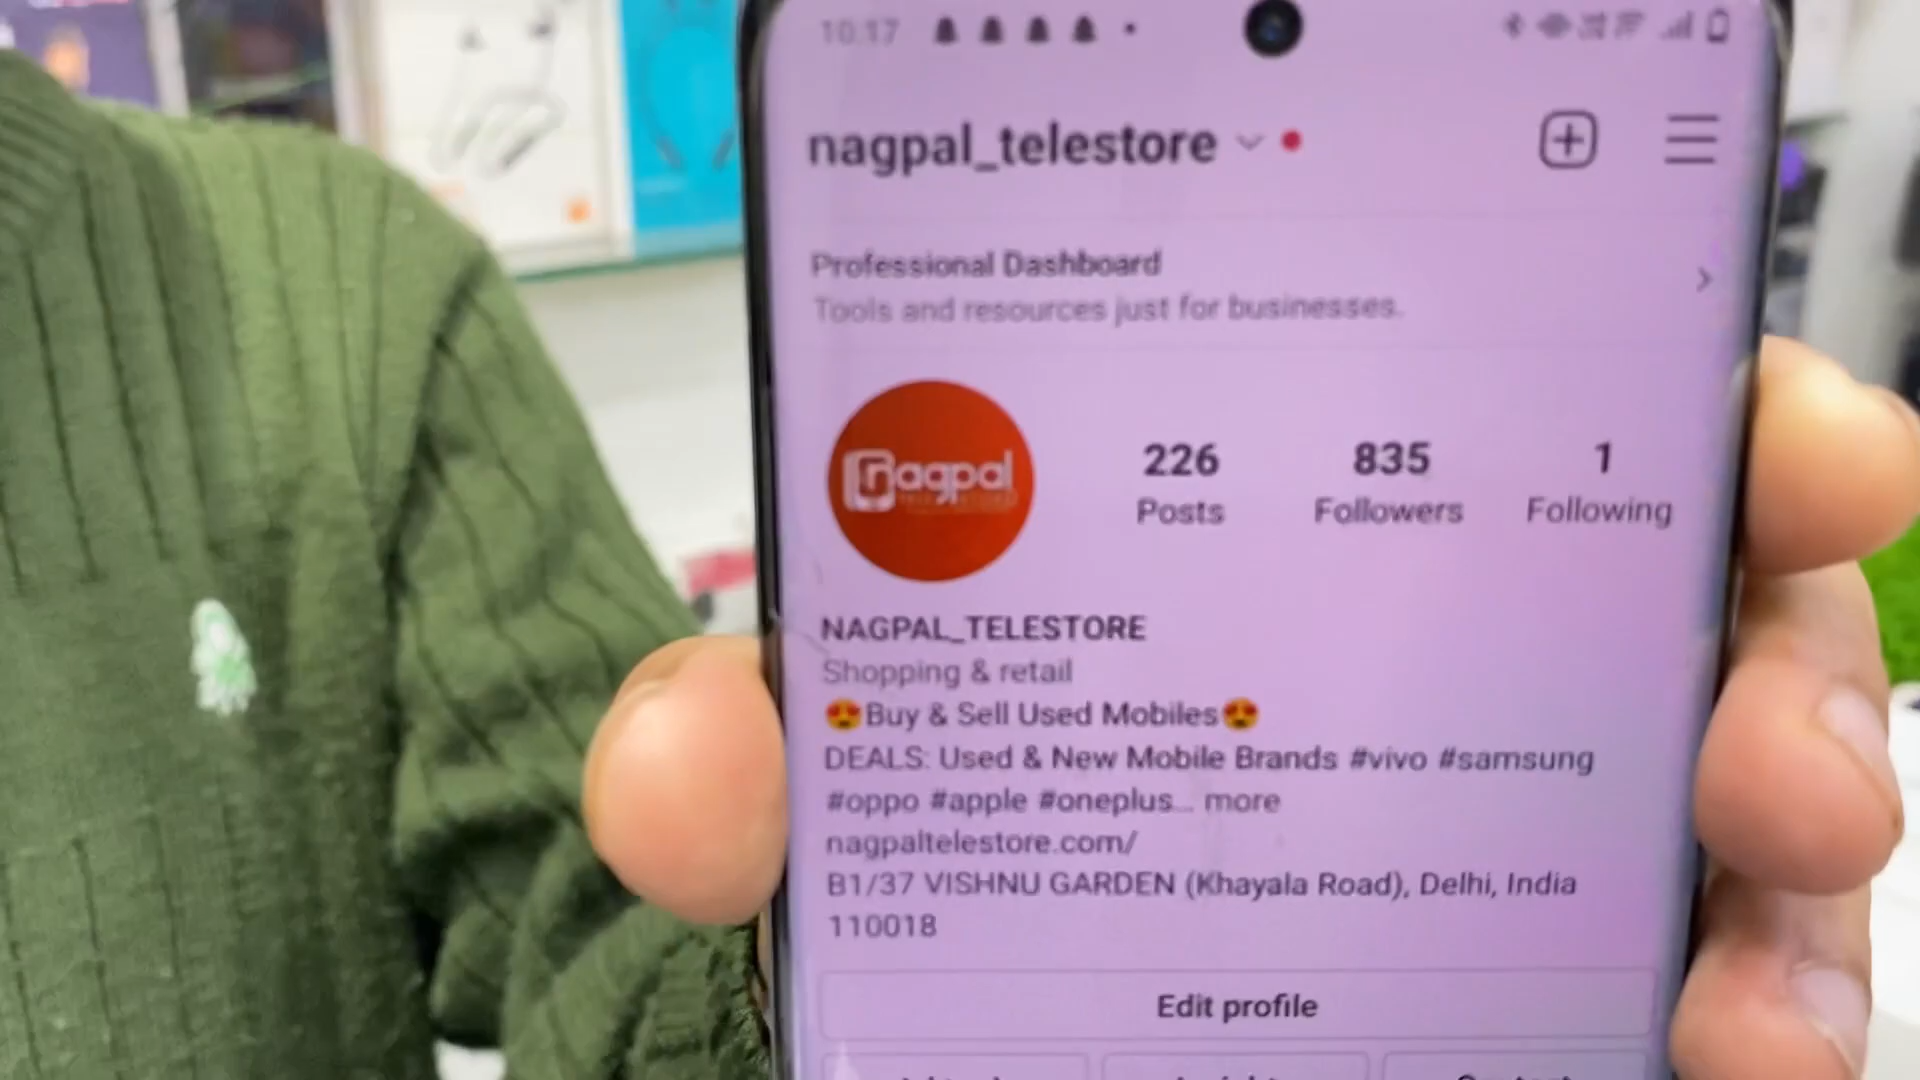 10:17
nagpal_telestore
Professional Dashboard
Tools and resources just for businesses.
nagpal
226 835 1
Posts Followers Following
NAGPAL_TELESTORE
Shopping & retail
😍Buy & Sell Used Mobiles😍
DEALS: Used & New Mobile Brands #vivo #samsung
#oppo #apple #oneplus... more
nagpaltelestore.com/
B1/37 VISHNU GARDEN (Khayala Road), Delhi, India
110018
Edit profile